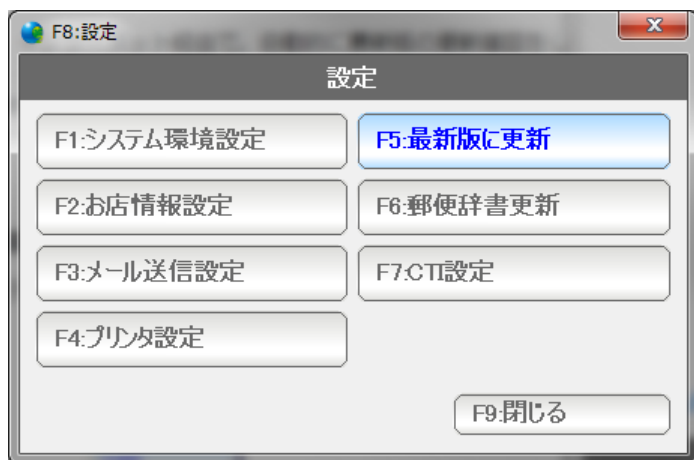 F8:設定
設定
F1:システム環境設定
F5:最新版に更新
F2:お店情報設定
F6:郵便辞書更新
F3:メール送信設定
F7:CTI設定
F4:プリンタ設定
F9:閉じる